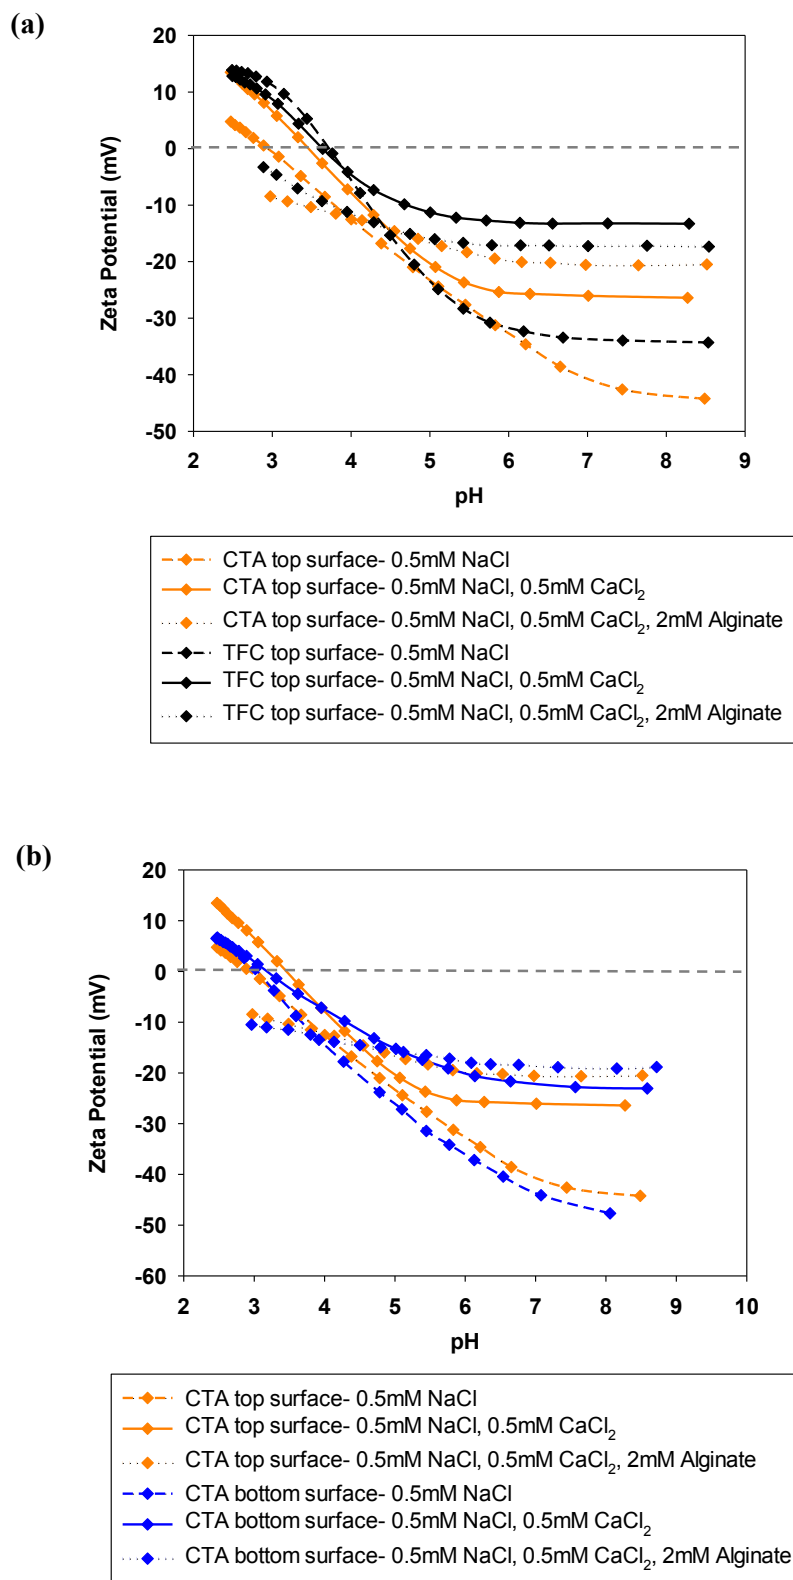 (a)
20
10
0
-10
-20
-30
-40
-50
Zeta Potential (mV)
2 3 4 5 6 7 8 9
pH
CTA top surface- 0.5mM NaCl
CTA top surface- 0.5mM NaCl, 0.5mM CaCl₂
CTA top surface- 0.5mM NaCl, 0.5mM CaCl₂, 2mM Alginate
TFC top surface- 0.5mM NaCl
TFC top surface- 0.5mM NaCl, 0.5mM CaCl₂
TFC top surface- 0.5mM NaCl, 0.5mM CaCl₂, 2mM Alginate
(b)
20
10
0
-10
-20
-30
-40
-50
-60
Zeta Potential (mV)
2 3 4 5 6 7 8 9 10
pH
CTA top surface- 0.5mM NaCl
CTA top surface- 0.5mM NaCl, 0.5mM CaCl₂
CTA top surface- 0.5mM NaCl, 0.5mM CaCl₂, 2mM Alginate
CTA bottom surface- 0.5mM NaCl
CTA bottom surface- 0.5mM NaCl, 0.5mM CaCl₂
CTA bottom surface- 0.5mM NaCl, 0.5mM CaCl₂, 2mM Alginate